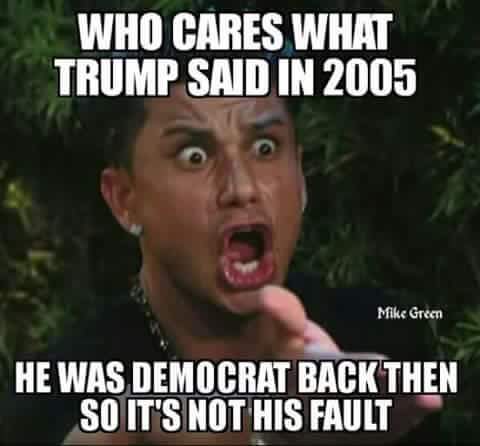 WHO CARES WHAT
TRUMP SAID IN 2005
Mike Green
HE WAS DEMOCRAT BACK THEN
SO IT'S NOT HIS FAULT